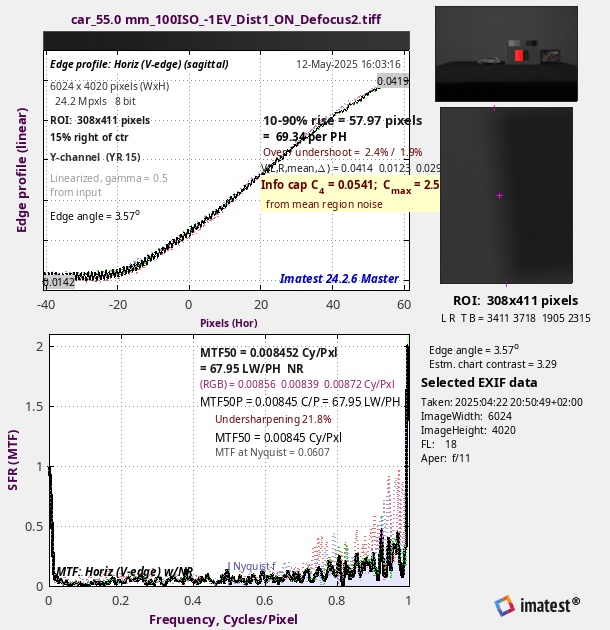 car_55.0 mm_100ISO_-1EV_Dist1_ON_Defocus2.tiff
Edge profile: Horiz (V-edge) (sagittal)
12-May-2025 16:03:16
0.0419
6024 x 4020 pixels (WxH)
24.2 Mpxls 8 bit
ROI: 308x411 pixels
15% right of ctr
Y-channel (YR 15)
Linearized, gamma = 0.5
from input
Edge angle = 3.57°
10-90% rise = 57.97 pixels
= 69.34 per PH
Over/ undershoot = 2.4% / 1.9%
R,mean,Δ) = 0.0414 0.0123 0.029
Info cap C4 = 0.0541; Cmax = 2.5
from mean region noise
0.0142
Imatest 24.2.6 Master
Edge profile (linear)
-40 -20 0 20 40 60
Pixels (Hor)
ROI: 308x411 pixels
L R T B = 3411 3718 1905 2315
Edge angle = 3.57°
Estm. chart contrast = 3.29
Selected EXIF data
Taken: 2025:04:22 20:50:49+02:00
ImageWidth: 6024
ImageHeight: 4020
FL: 18
Aper: f/11
MTF50 = 0.008452 Cy/Pxl
= 67.95 LW/PH NR
(RGB) = 0.00856 0.00839 0.00872 Cy/Pxl
MTF50P = 0.00845 C/P = 67.95 LW/PH
Undersharpening 21.8%
MTF50 = 0.00845 Cy/Pxl
MTF at Nyquist = 0.0607
Nyquist f
MTF: Horiz (V-edge) w/NR
SFR (MTF)
2
1.5
1
0.5
0
0 0.2 0.4 0.6 0.8 1
Frequency, Cycles/Pixel
imatest®